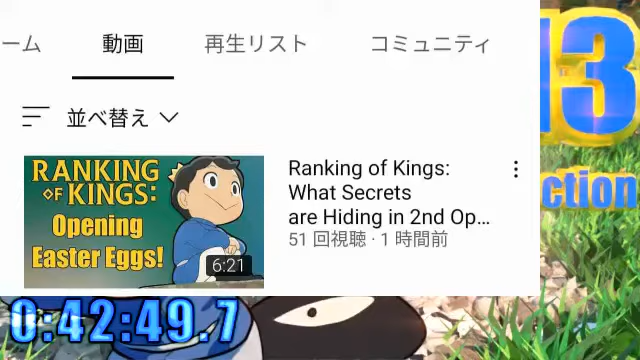 ーム 動画 再生リスト コミュニティ
13
並べ替え
ction
RANKING
OF KINGS:
Opening
Easter Eggs!
6:21
Ranking of Kings:
What Secrets
are Hiding in 2nd Op…
51 回視聴・1 時間前
0:42:49.7